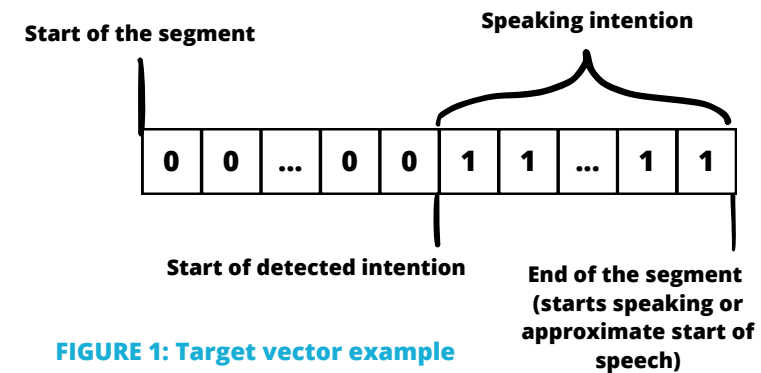 Speaking intention
Start of the segment
0 0 ... 0 0 1 1 ... 1 1
Start of detected intention
End of the segment
(starts speaking or
approximate start of
speech)
FIGURE 1: Target vector example